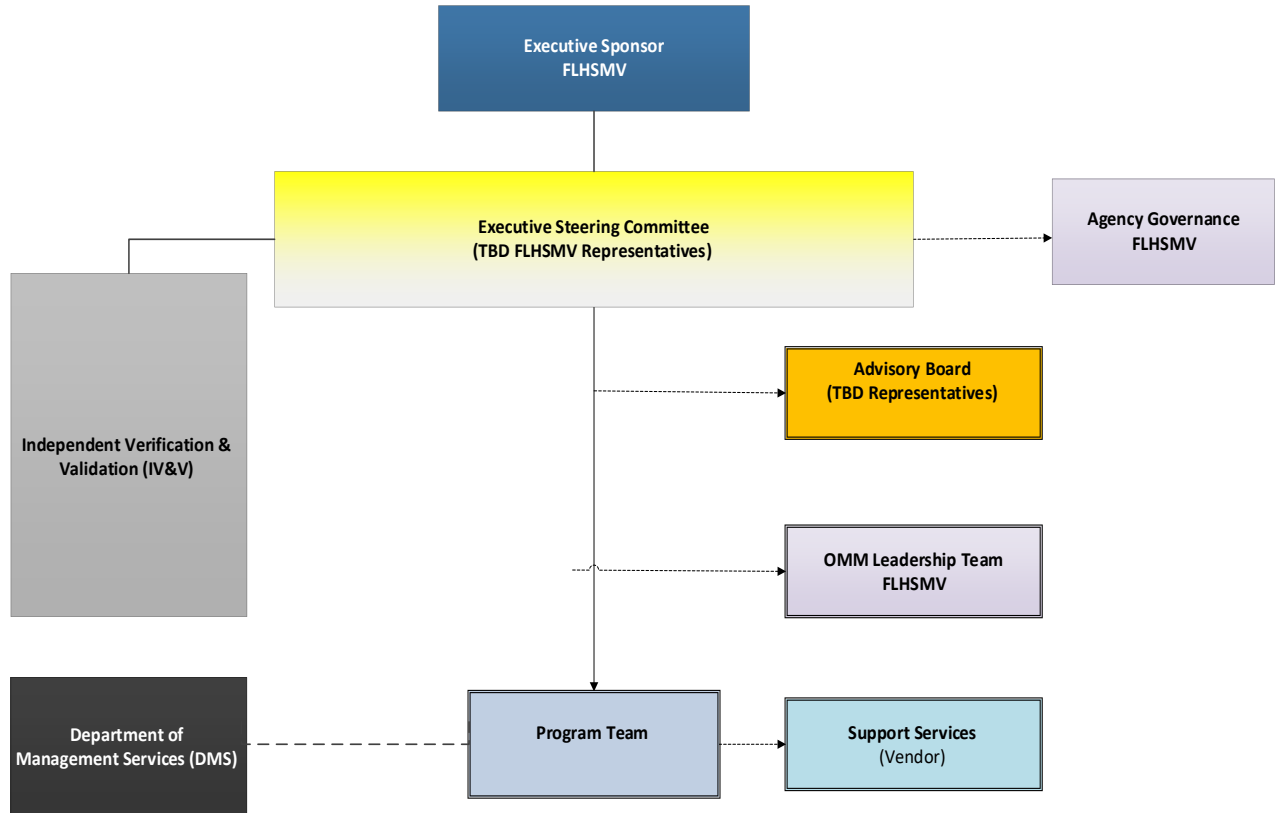 Executive Sponsor
FLHSMV
Executive Steering Committee
(TBD FLHSMV Representatives)
Agency Governance
FLHSMV
Advisory Board
(TBD Representatives)
Independent Verification &
Validation (IV&V)
OMM Leadership Team
FLHSMV
Department of
Management Services (DMS)
Program Team
Support Services
(Vendor)